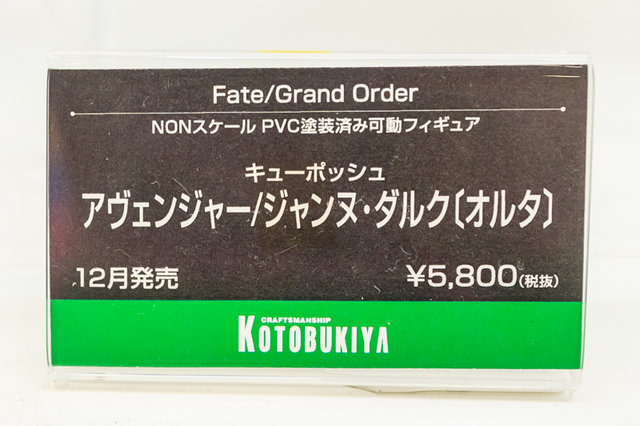 Fate/Grand Order
NONスケール PVC塗装済み可動フィギュア
キューポッシュ
アヴェンジャー/ジャンヌ・ダルク〔オルタ〕
12月発売 ¥5,800(税抜)
CRAFTSMANSHIP
KOTOBUKIYA